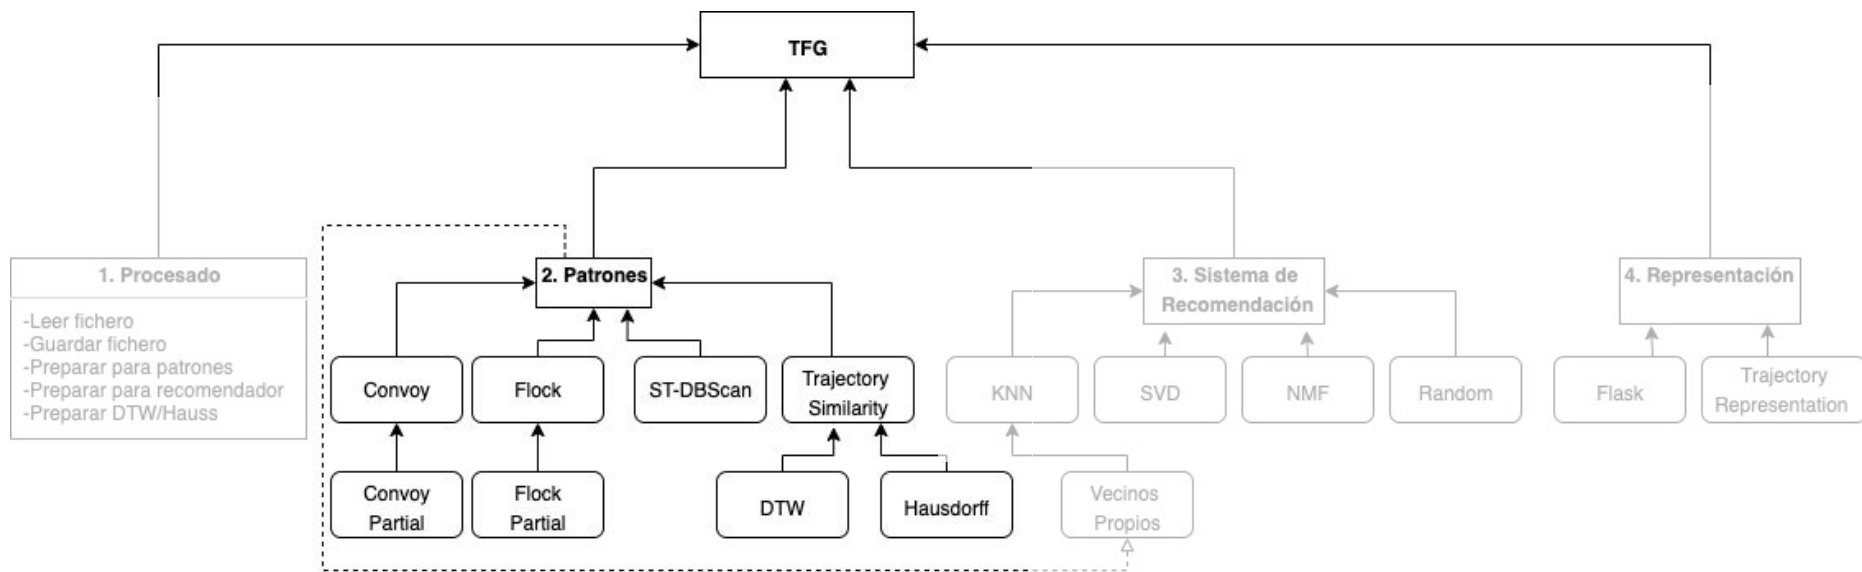 TFG
1. Procesado
-Leer fichero
-Guardar fichero
-Preparar para patrones
-Preparar para recomendador
-Preparar DTW/Hauss
2. Patrones
Convoy
Flock
ST-DBScan
Trajectory
Similarity
Convoy
Partial
Flock
Partial
DTW
Hausdorff
3. Sistema de
Recomendación
KNN
SVD
NMF
Random
Vecinos
Propios
4. Representación
Flask
Trajectory
Representation